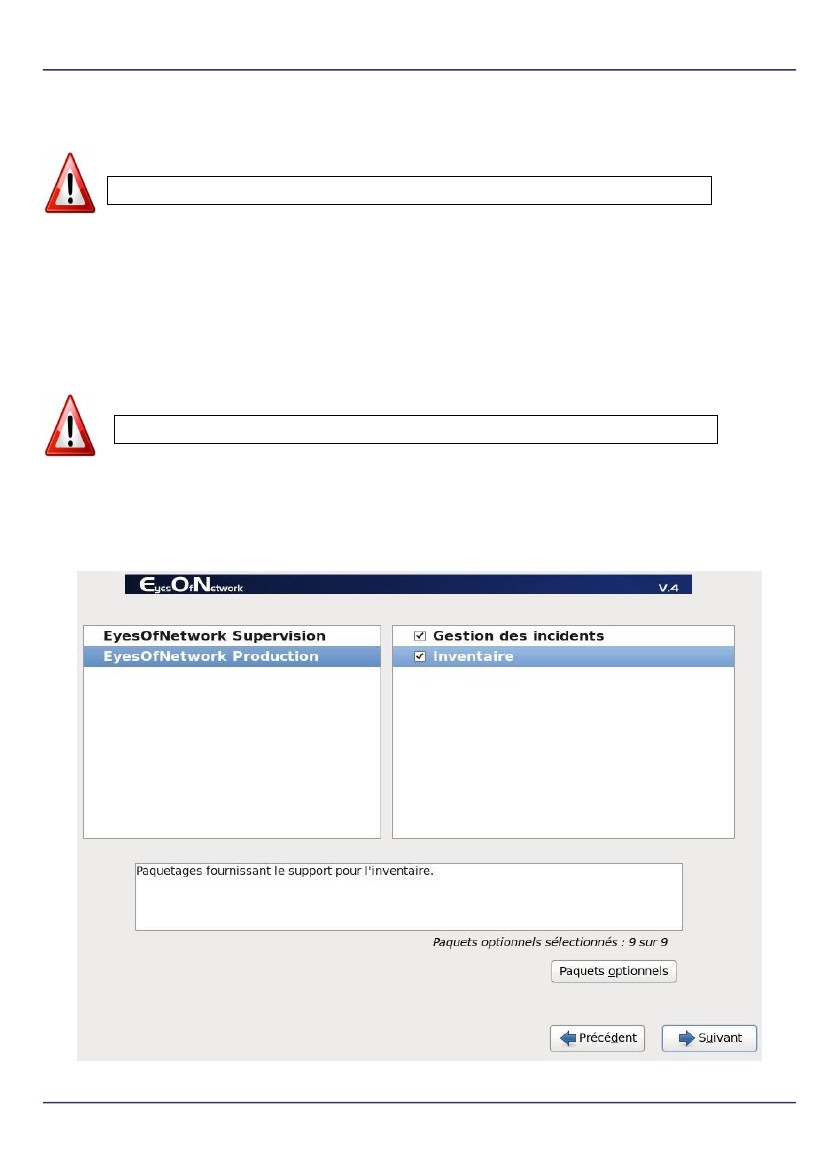 EyesOfNetwork V.4
EyesOfNetwork Supervision
EyesOfNetwork Production
Gestion des incidents
Inventaire
Paquetages fournissant le support pour l'inventaire.
Paquets optionnels sélectionnés : 9 sur 9
Paquets optionnels
Précédent Suivant